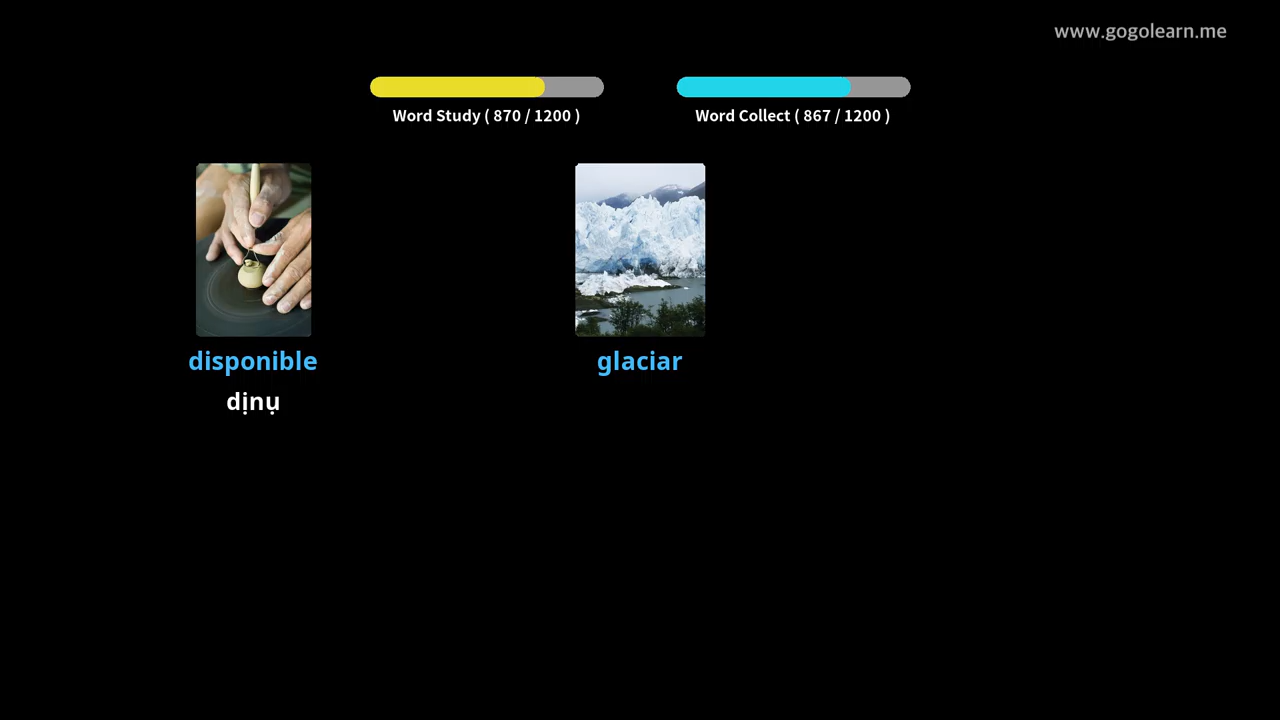 www.gogolearn.me
Word Study ( 870 / 1200 )
Word Collect ( 867 / 1200 )
disponible
dịnụ
glaciar